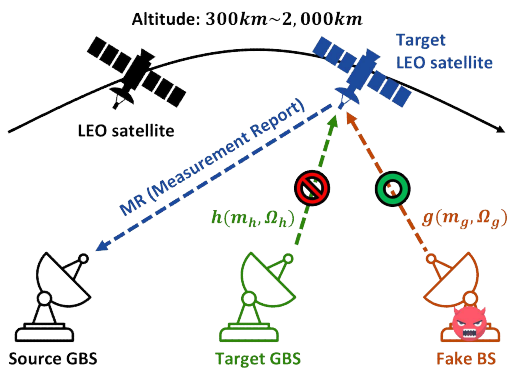 Altitude: 300km~2,000km
Target
LEO satellite
LEO satellite
MR (Measurement Report)
h(m_h, Ω_h)
g(m_g, Ω_g)
Source GBS
Target GBS
Fake BS